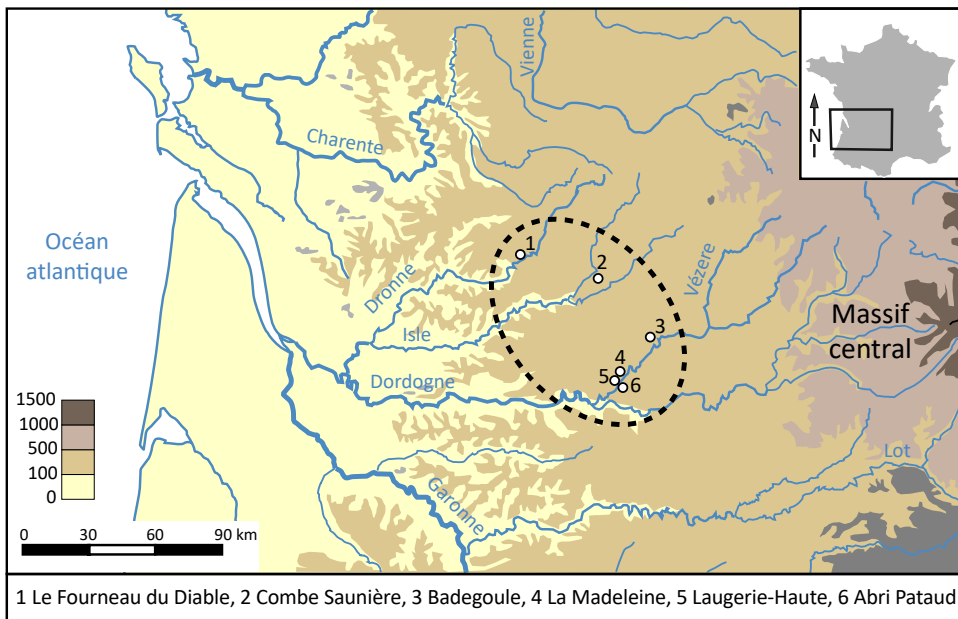 Vienne
Charente
N
Océan
atlantique
1
2
Dronne
Vézere
Isle
3
Massif
central
4
Dordogne
5
6
1500
1000
500
100
0
Lot
Garonne
0 30 60 90 km
1 Le Fourneau du Diable, 2 Combe Saunière, 3 Badegoule, 4 La Madeleine, 5 Laugerie-Haute, 6 Abri Pataud